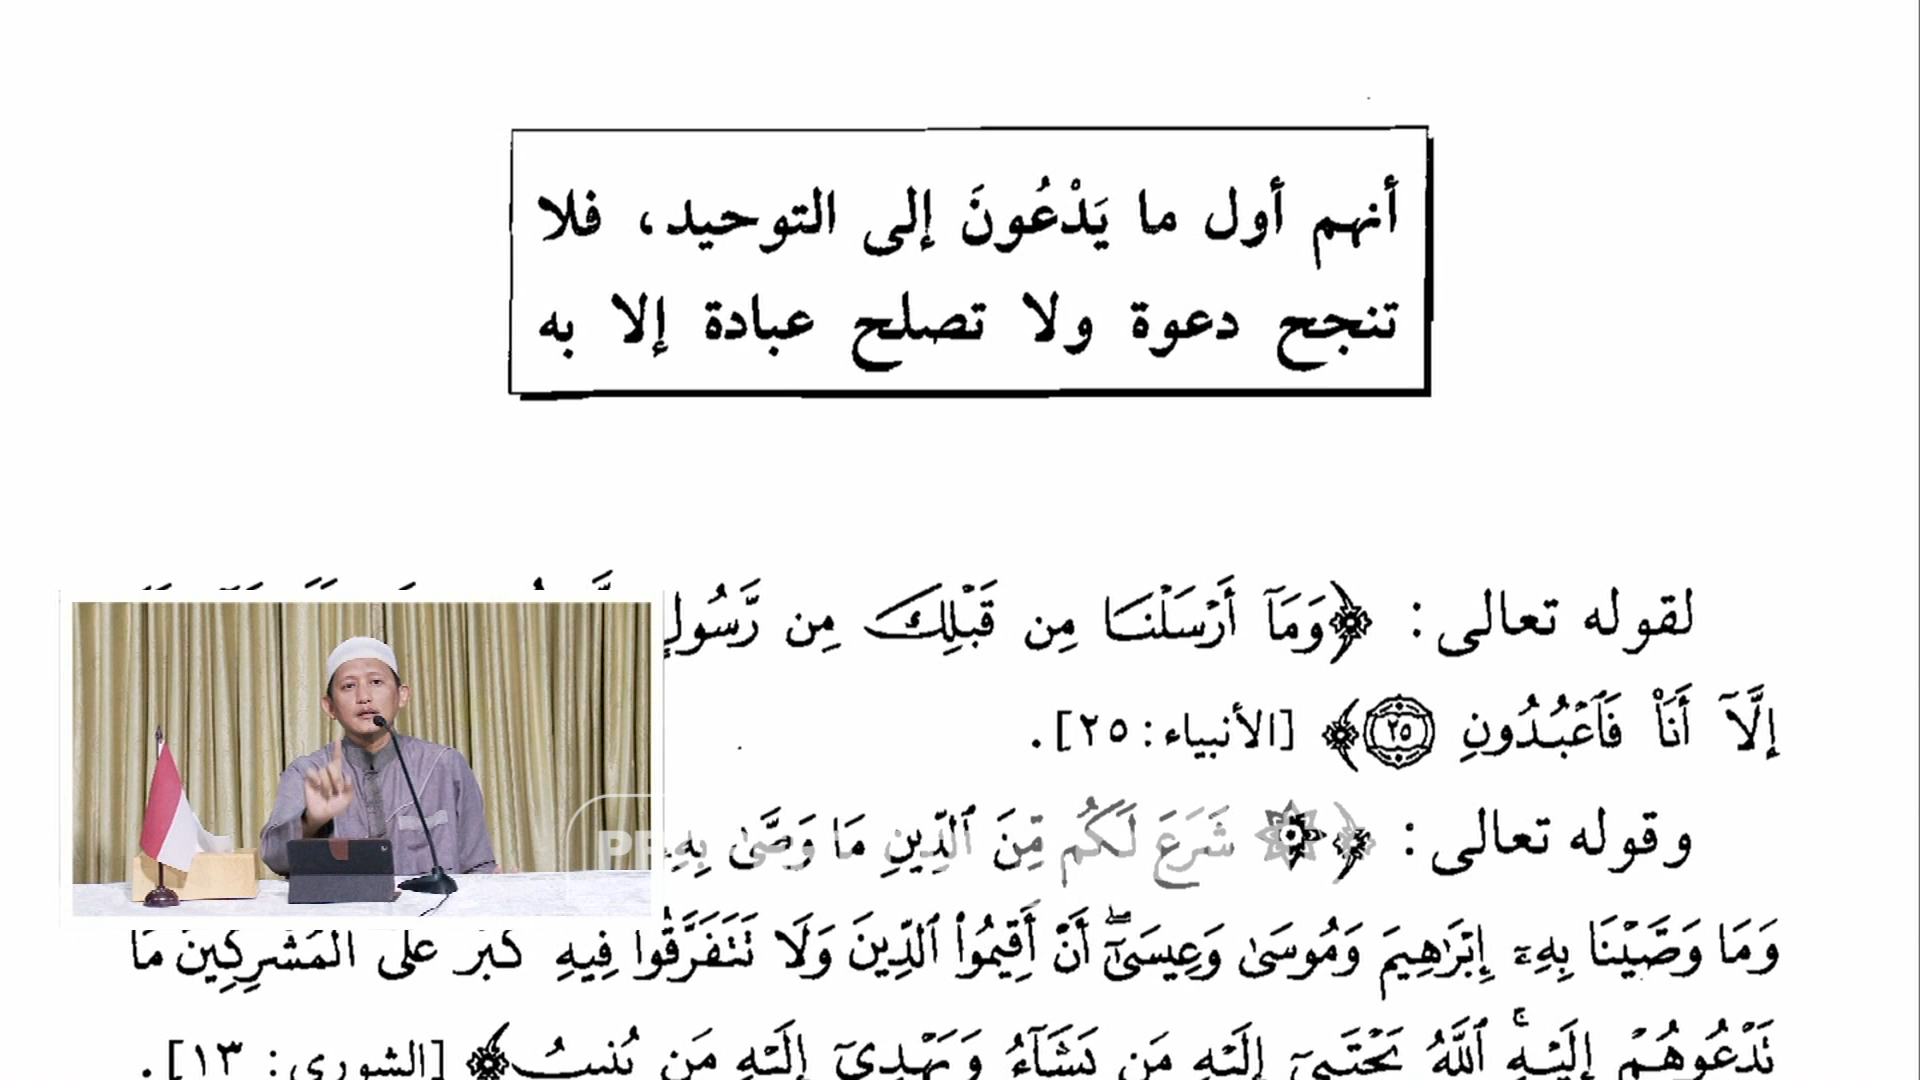 أنهم أول ما يَدْعُونَ إلى التوحيد، فلا
تنجح دعوة ولا تصلح عبادة إلا به
لقوله تعالى: ﴿وَمَآ أَرْسَلْنَا مِن قَبْلِكَ مِن رَّسُولٍ
إِلَّآ أَنَا۠ فَٱعْبُدُونِ ۝٢٥﴾ [الأنبياء: ٢٥].
وقوله تعالى: ﴿۞ شَرَعَ لَكُم مِّنَ ٱلدِّينِ مَا وَصَّىٰ بِهِۦ
وَمَا وَصَّيْنَا بِهِۦٓ إِبْرَٰهِيمَ وَمُوسَىٰ وَعِيسَىٰٓ ۖ أَنْ أَقِيمُوا۟ ٱلدِّينَ وَلَا تَتَفَرَّقُوا۟ فِيهِ كَبُرَ عَلَى ٱلْمُشْرِكِينَ مَا
تَدْعُوهُمْ إِلَيْهِ ۚ ٱللَّهُ يَجْتَبِىٓ إِلَيْهِ مَن يَشَآءُ وَيَهْدِىٓ إِلَيْهِ مَن يُنِيبُ﴾ [الشورى: ١٣].